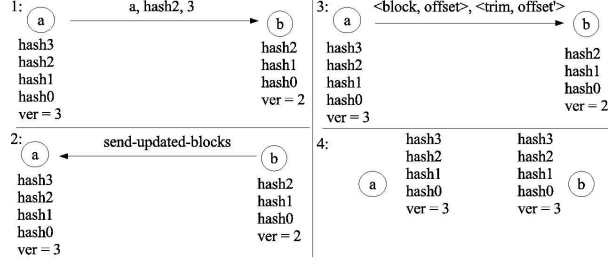 1:
a, hash2, 3
a
b
hash3
hash2
hash1
hash0
ver = 3
hash2
hash1
hash0
ver = 2
2:
send-updated-blocks
a
b
hash3
hash2
hash1
hash0
ver = 3
hash2
hash1
hash0
ver = 2
3:
<block, offset>, <trim, offset'>
a
b
hash3
hash2
hash1
hash0
ver = 3
hash2
hash1
hash0
ver = 2
4:
a
hash3
hash2
hash1
hash0
ver = 3
hash3
hash2
hash1
hash0
ver = 3
b